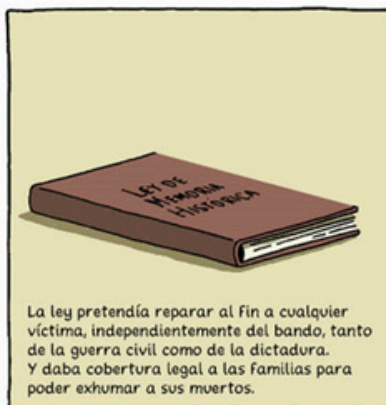 LEY DE
MEMORIA
HISTÓRICA
La ley pretendía reparar al fin a cualquier
víctima, independientemente del bando, tanto
de la guerra civil como de la dictadura.
Y daba cobertura legal a las familias para
poder exhumar a sus muertos.